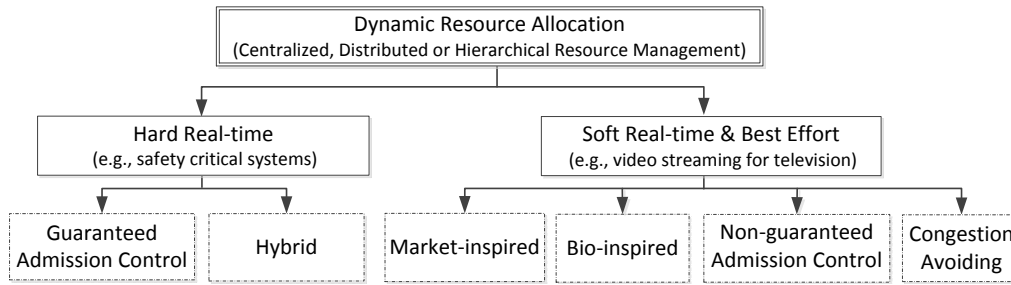 Dynamic Resource Allocation
(Centralized, Distributed or Hierarchical Resource Management)
Hard Real-time
(e.g., safety critical systems)
Soft Real-time & Best Effort
(e.g., video streaming for television)
Guaranteed
Admission Control
Hybrid
Market-inspired
Bio-inspired
Non-guaranteed
Admission Control
Congestion
Avoiding